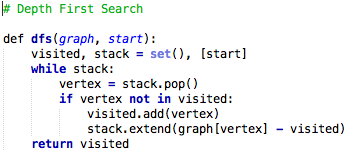 # Depth First Search
def dfs(graph, start):
    visited, stack = set(), [start]
    while stack:
        vertex = stack.pop()
        if vertex not in visited:
            visited.add(vertex)
            stack.extend(graph[vertex] - visited)
    return visited